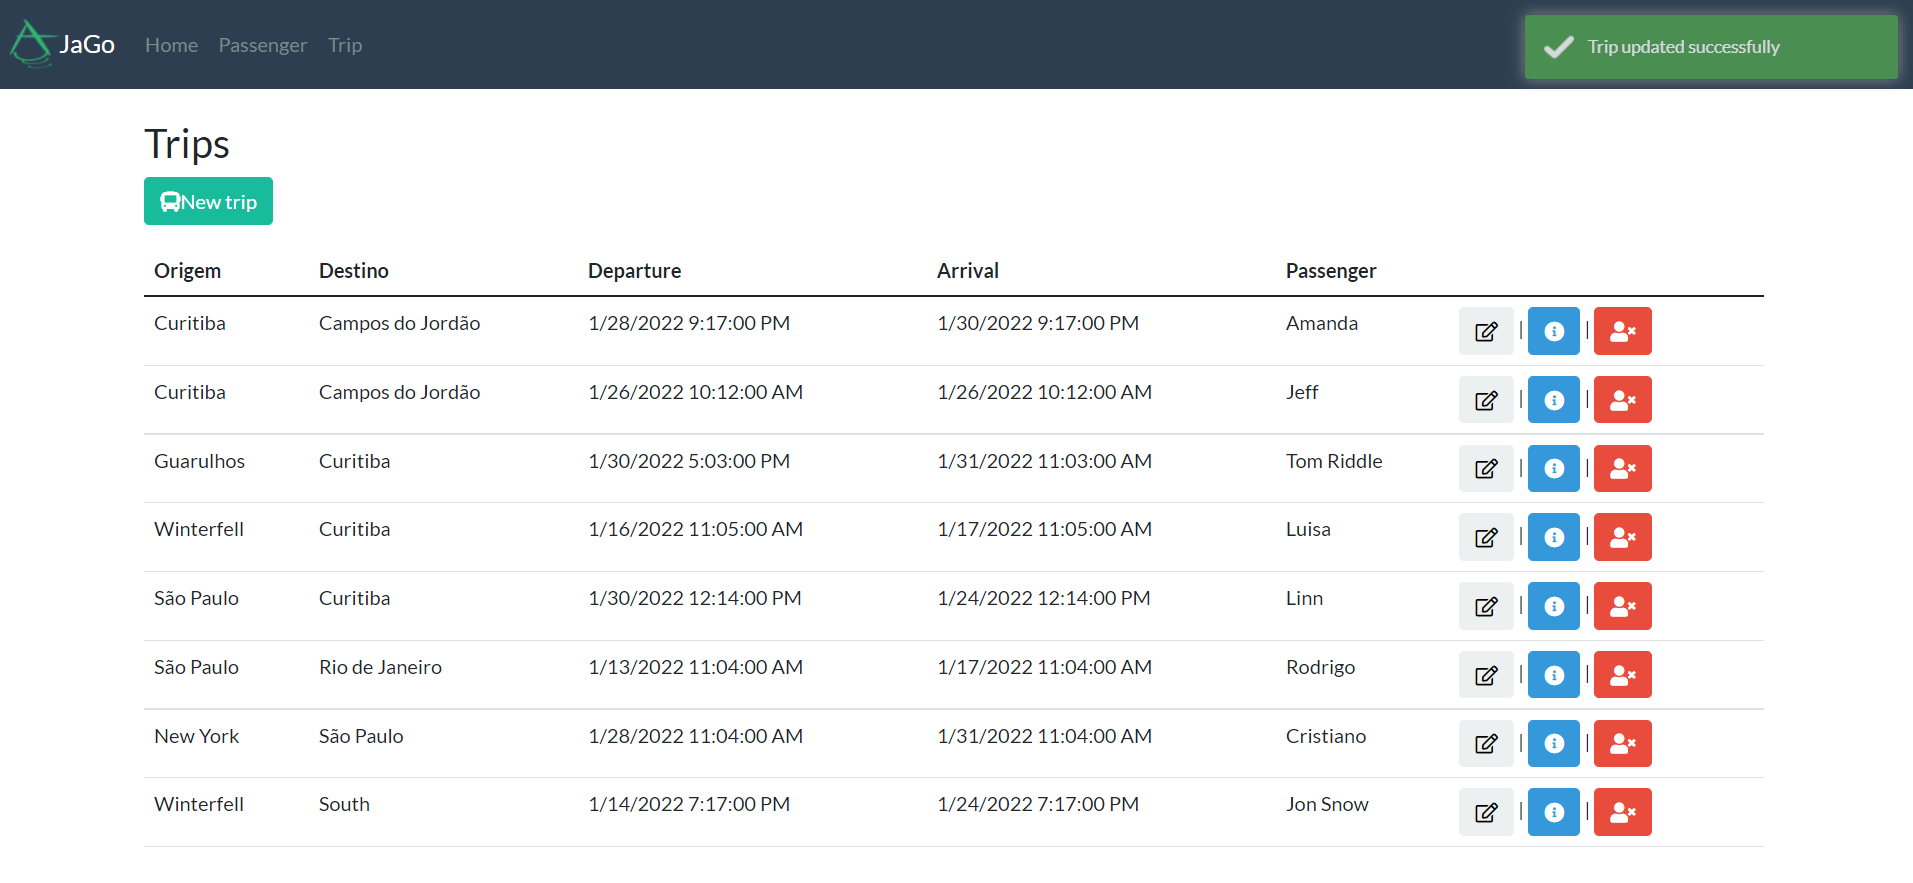 JaGo Home Passenger Trip Trip updated successfully
Trips
New trip
Origem Destino Departure Arrival Passenger
Curitiba Campos do Jordão 1/28/2022 9:17:00 PM 1/30/2022 9:17:00 PM Amanda | |
Curitiba Campos do Jordão 1/26/2022 10:12:00 AM 1/26/2022 10:12:00 AM Jeff | |
Guarulhos Curitiba 1/30/2022 5:03:00 PM 1/31/2022 11:03:00 AM Tom Riddle | |
Winterfell Curitiba 1/16/2022 11:05:00 AM 1/17/2022 11:05:00 AM Luisa | |
São Paulo Curitiba 1/30/2022 12:14:00 PM 1/24/2022 12:14:00 PM Linn | |
São Paulo Rio de Janeiro 1/13/2022 11:04:00 AM 1/17/2022 11:04:00 AM Rodrigo | |
New York São Paulo 1/28/2022 11:04:00 AM 1/31/2022 11:04:00 AM Cristiano | |
Winterfell South 1/14/2022 7:17:00 PM 1/24/2022 7:17:00 PM Jon Snow | |